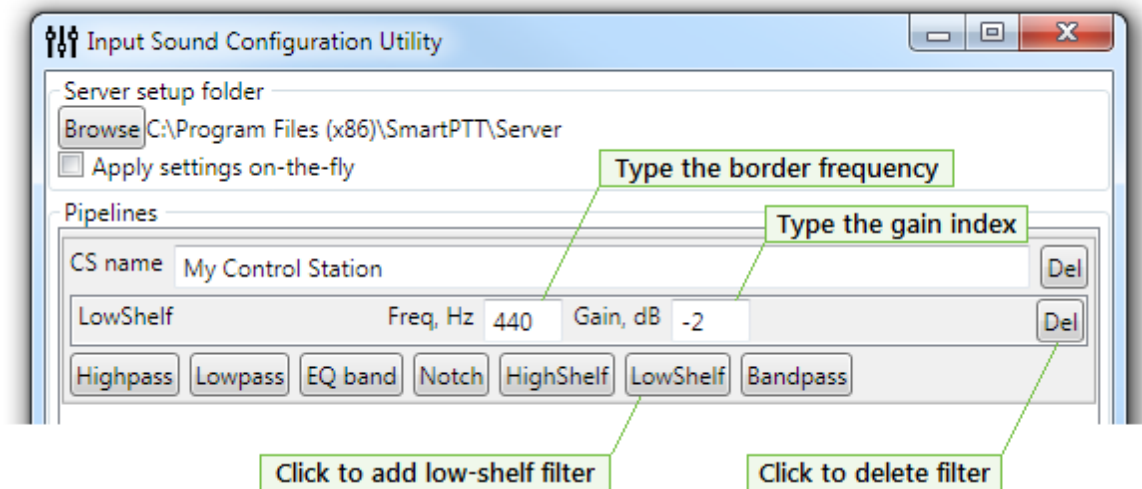 Input Sound Configuration Utility
Server setup folder
Browse C:\Program Files (x86)\SmartPTT\Server
Apply settings on-the-fly
Type the border frequency
Pipelines
Type the gain index
CS name My Control Station Del
LowShelf Freq, Hz 440 Gain, dB -2 Del
Highpass Lowpass EQ band Notch HighShelf LowShelf Bandpass
Click to add low-shelf filter Click to delete filter